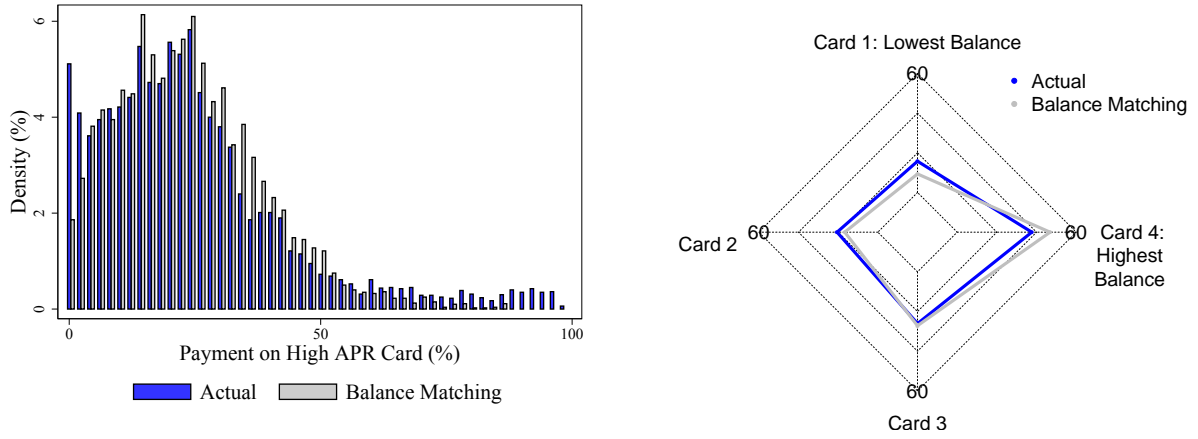 6
4
2
0
Density (%)
0
50
100
Payment on High APR Card (%)
Actual
Balance Matching
Card 1: Lowest Balance
60
Actual
Balance Matching
Card 2
60
60
Card 4:
Highest
Balance
60
Card 3